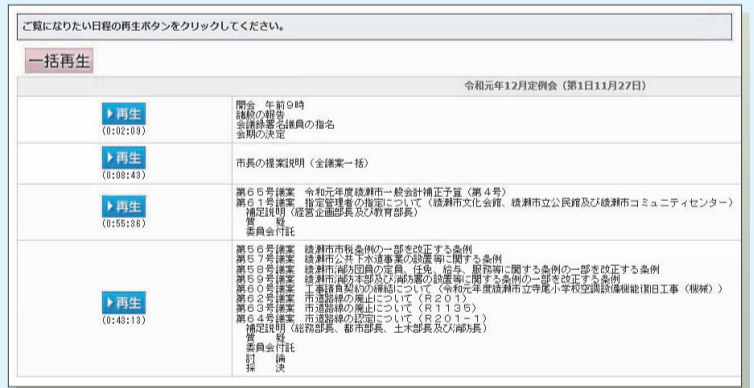 ご覧になりたい日程の再生ボタンをクリックしてください。
一括再生
令和元年12月定例会（第1日11月27日）
再生
(0:02:09)
開会　午前９時
諸般の報告
会議録署名議員の指名
会期の決定
再生
(0:08:43)
市長の提案説明（全議案一括）
再生
(0:55:36)
第６５号議案　令和元年度綾瀬市一般会計補正予算（第４号）
第６１号議案　指定管理者の指定について（綾瀬市文化会館、綾瀬市立公民館及び綾瀬市コミュニティセンター）
補足説明（経営企画部長及び教育部長）
質　　疑
委員会付託
再生
(0:43:13)
第５６号議案　綾瀬市市税条例の一部を改正する条例
第５７号議案　綾瀬市公共下水道事業の設置等に関する条例
第５８号議案　綾瀬市消防団員の定員、任免、給与、服務等に関する条例の一部を改正する条例
第５９号議案　綾瀬市消防本部及び消防署の設置等に関する条例の一部を改正する条例
第６０号議案　工事請負契約の締結について（令和元年度綾瀬市立寺尾小学校空調設備機能復旧工事（機械））
第６２号議案　市道路線の廃止について（Ｒ２０１）
第６３号議案　市道路線の廃止について（Ｒ１１３５）
第６４号議案　市道路線の認定について（Ｒ２０１－１）
補足説明（総務部長、都市部長、土木部長及び消防長）
質　　疑
委員会付託
討　　論
採　　決